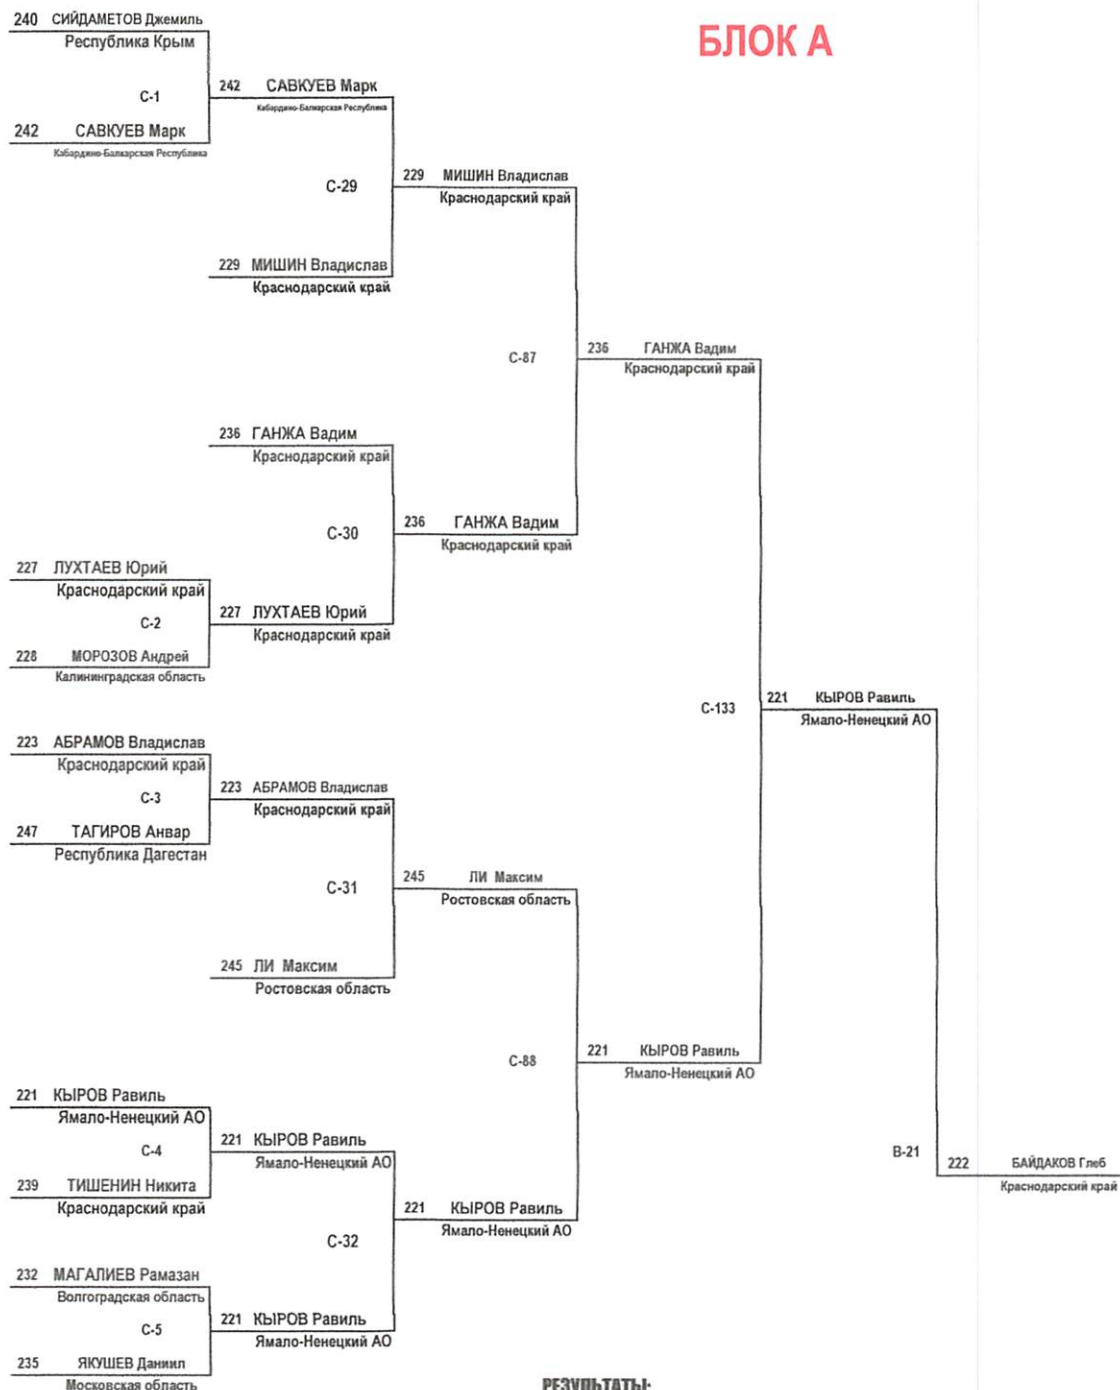 БЛОК А
240 СИЙДАМЕТОВ Джемиль
Республика Крым
С-1
242 САВКУЕВ Марк
Кабардино-Балкарская Республика
242 САВКУЕВ Марк
Кабардино-Балкарская Республика
С-29
229 МИШИН Владислав
Краснодарский край
229 МИШИН Владислав
Краснодарский край
С-87
236 ГАНЖА Вадим
Краснодарский край
236 ГАНЖА Вадим
Краснодарский край
С-30
236 ГАНЖА Вадим
Краснодарский край
227 ЛУХТАЕВ Юрий
Краснодарский край
С-2
227 ЛУХТАЕВ Юрий
Краснодарский край
228 МОРОЗОВ Андрей
Калининградская область
С-133
221 КЫРОВ Равиль
Ямало-Ненецкий АО
223 АБРАМОВ Владислав
Краснодарский край
С-3
223 АБРАМОВ Владислав
Краснодарский край
247 ТАГИРОВ Анвар
Республика Дагестан
С-31
245 ЛИ Максим
Ростовская область
245 ЛИ Максим
Ростовская область
С-88
221 КЫРОВ Равиль
Ямало-Ненецкий АО
221 КЫРОВ Равиль
Ямало-Ненецкий АО
С-4
221 КЫРОВ Равиль
Ямало-Ненецкий АО
239 ТИШЕНИН Никита
Краснодарский край
В-21
222 БАЙДАКОВ Глеб
Краснодарский край
С-32
221 КЫРОВ Равиль
Ямало-Ненецкий АО
232 МАГАЛИЕВ Рамазан
Волгоградская область
С-5
221 КЫРОВ Равиль
Ямало-Ненецкий АО
235 ЯКУШЕВ Даниил
Московская область
РЕЗУЛЬТАТЫ: